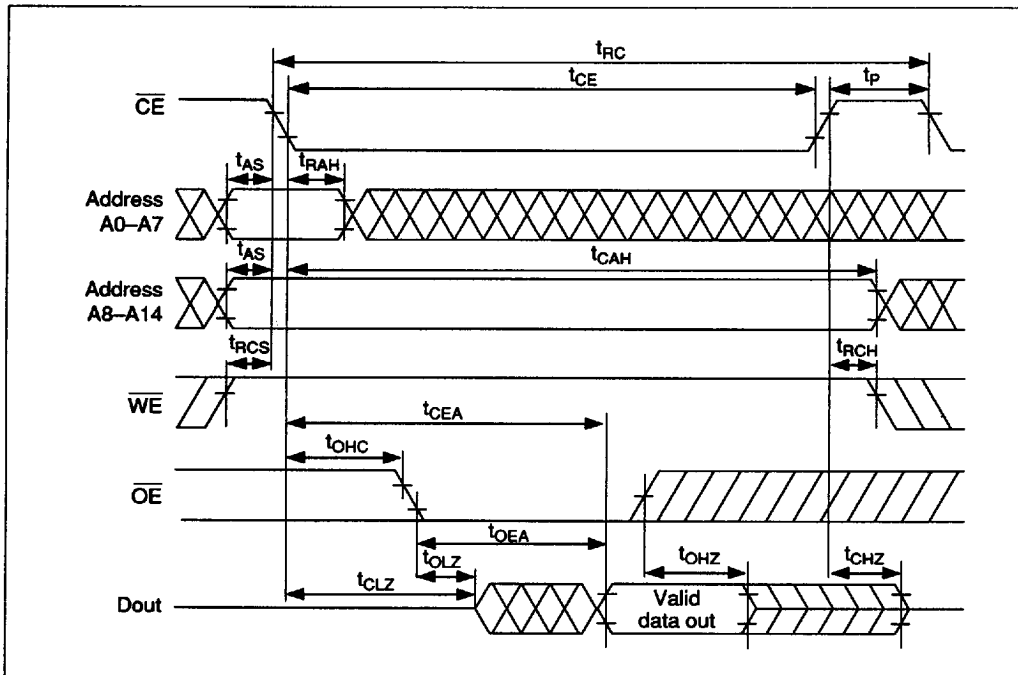 tRC
tCE
tP
CE
tAS
tRAH
Address
A0–A7
tAS
tCAH
Address
A8–A14
tRCS
tRCH
WE
tCEA
tOHC
OE
tOEA
tOLZ
tOHZ
tCHZ
tCLZ
Dout
Valid
data out